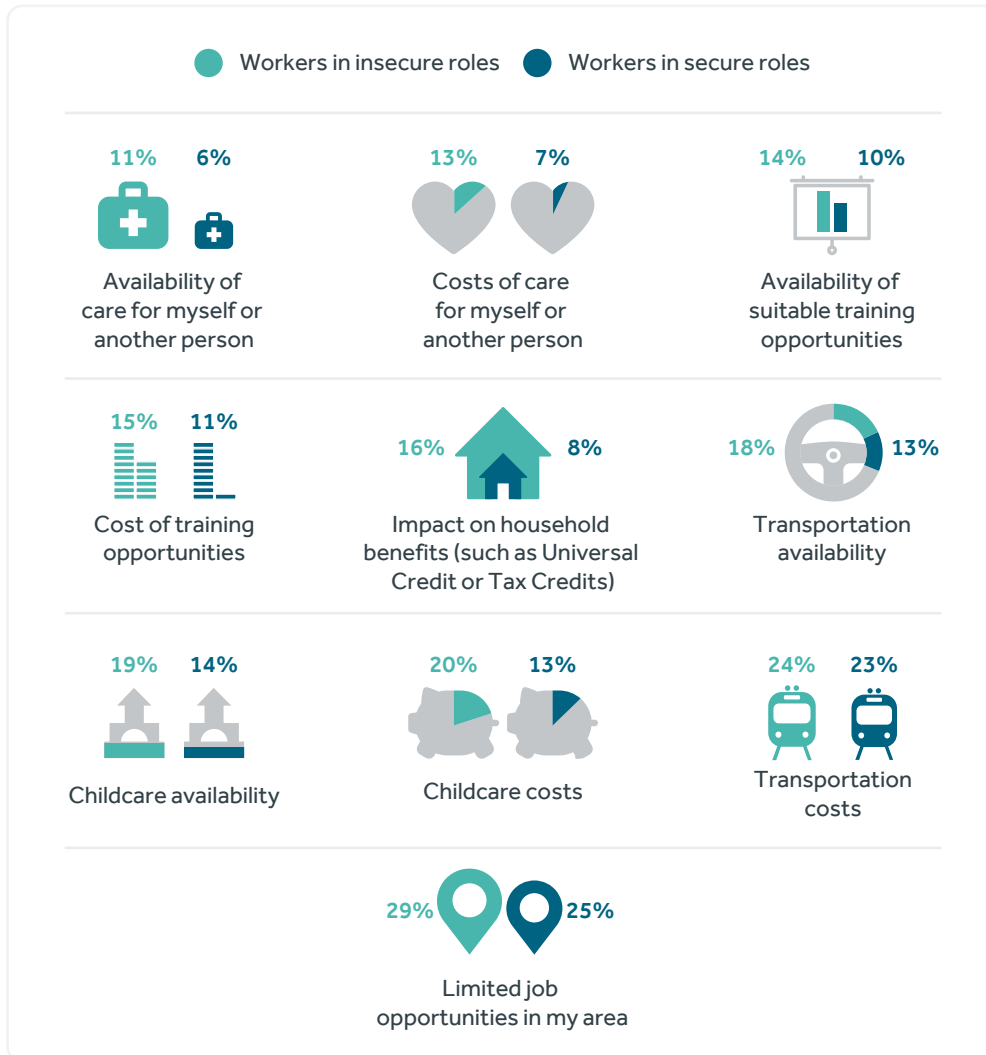 Workers in insecure roles
Workers in secure roles
11%
6%
Availability of
care for myself or
another person
13%
7%
Costs of care
for myself or
another person
14%
10%
Availability of
suitable training
opportunities
15%
11%
Cost of training
opportunities
16%
8%
Impact on household
benefits (such as Universal
Credit or Tax Credits)
18%
13%
Transportation
availability
19%
14%
Childcare availability
20%
13%
Childcare costs
24%
23%
Transportation
costs
29%
25%
Limited job
opportunities in my area